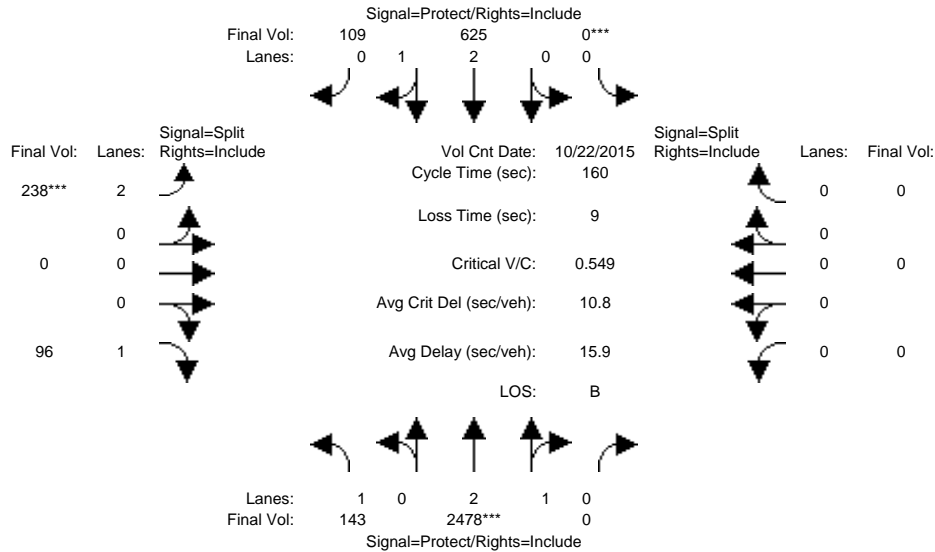 Signal=Protect/Rights=Include
Final Vol: 109 625 0***
Lanes: 0 1 2 0 0
Signal=Split
Final Vol: Lanes: Rights=Include
Vol Cnt Date: 10/22/2015
Signal=Split
Rights=Include Lanes: Final Vol:
Cycle Time (sec): 160
238*** 2
0 0
Loss Time (sec): 9
0
0
0 0
Critical V/C: 0.549
0 0
0
Avg Crit Del (sec/veh): 10.8
0
96 1
Avg Delay (sec/veh): 15.9
0 0
LOS: B
Lanes: 1 0 2 1 0
Final Vol: 143 2478*** 0
Signal=Protect/Rights=Include